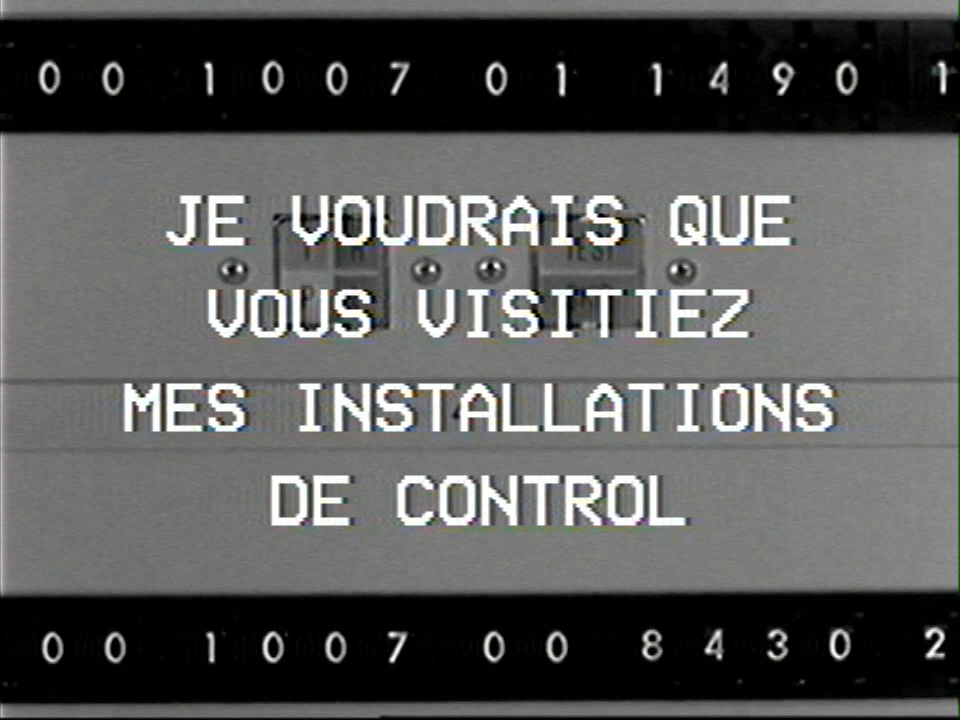 00 1007 01 1490 1
JE VOUDRAIS QUE
TEST
VOUS VISITIEZ
MES INSTALLATIONS
DE CONTROL
00 1007 00 8430 2